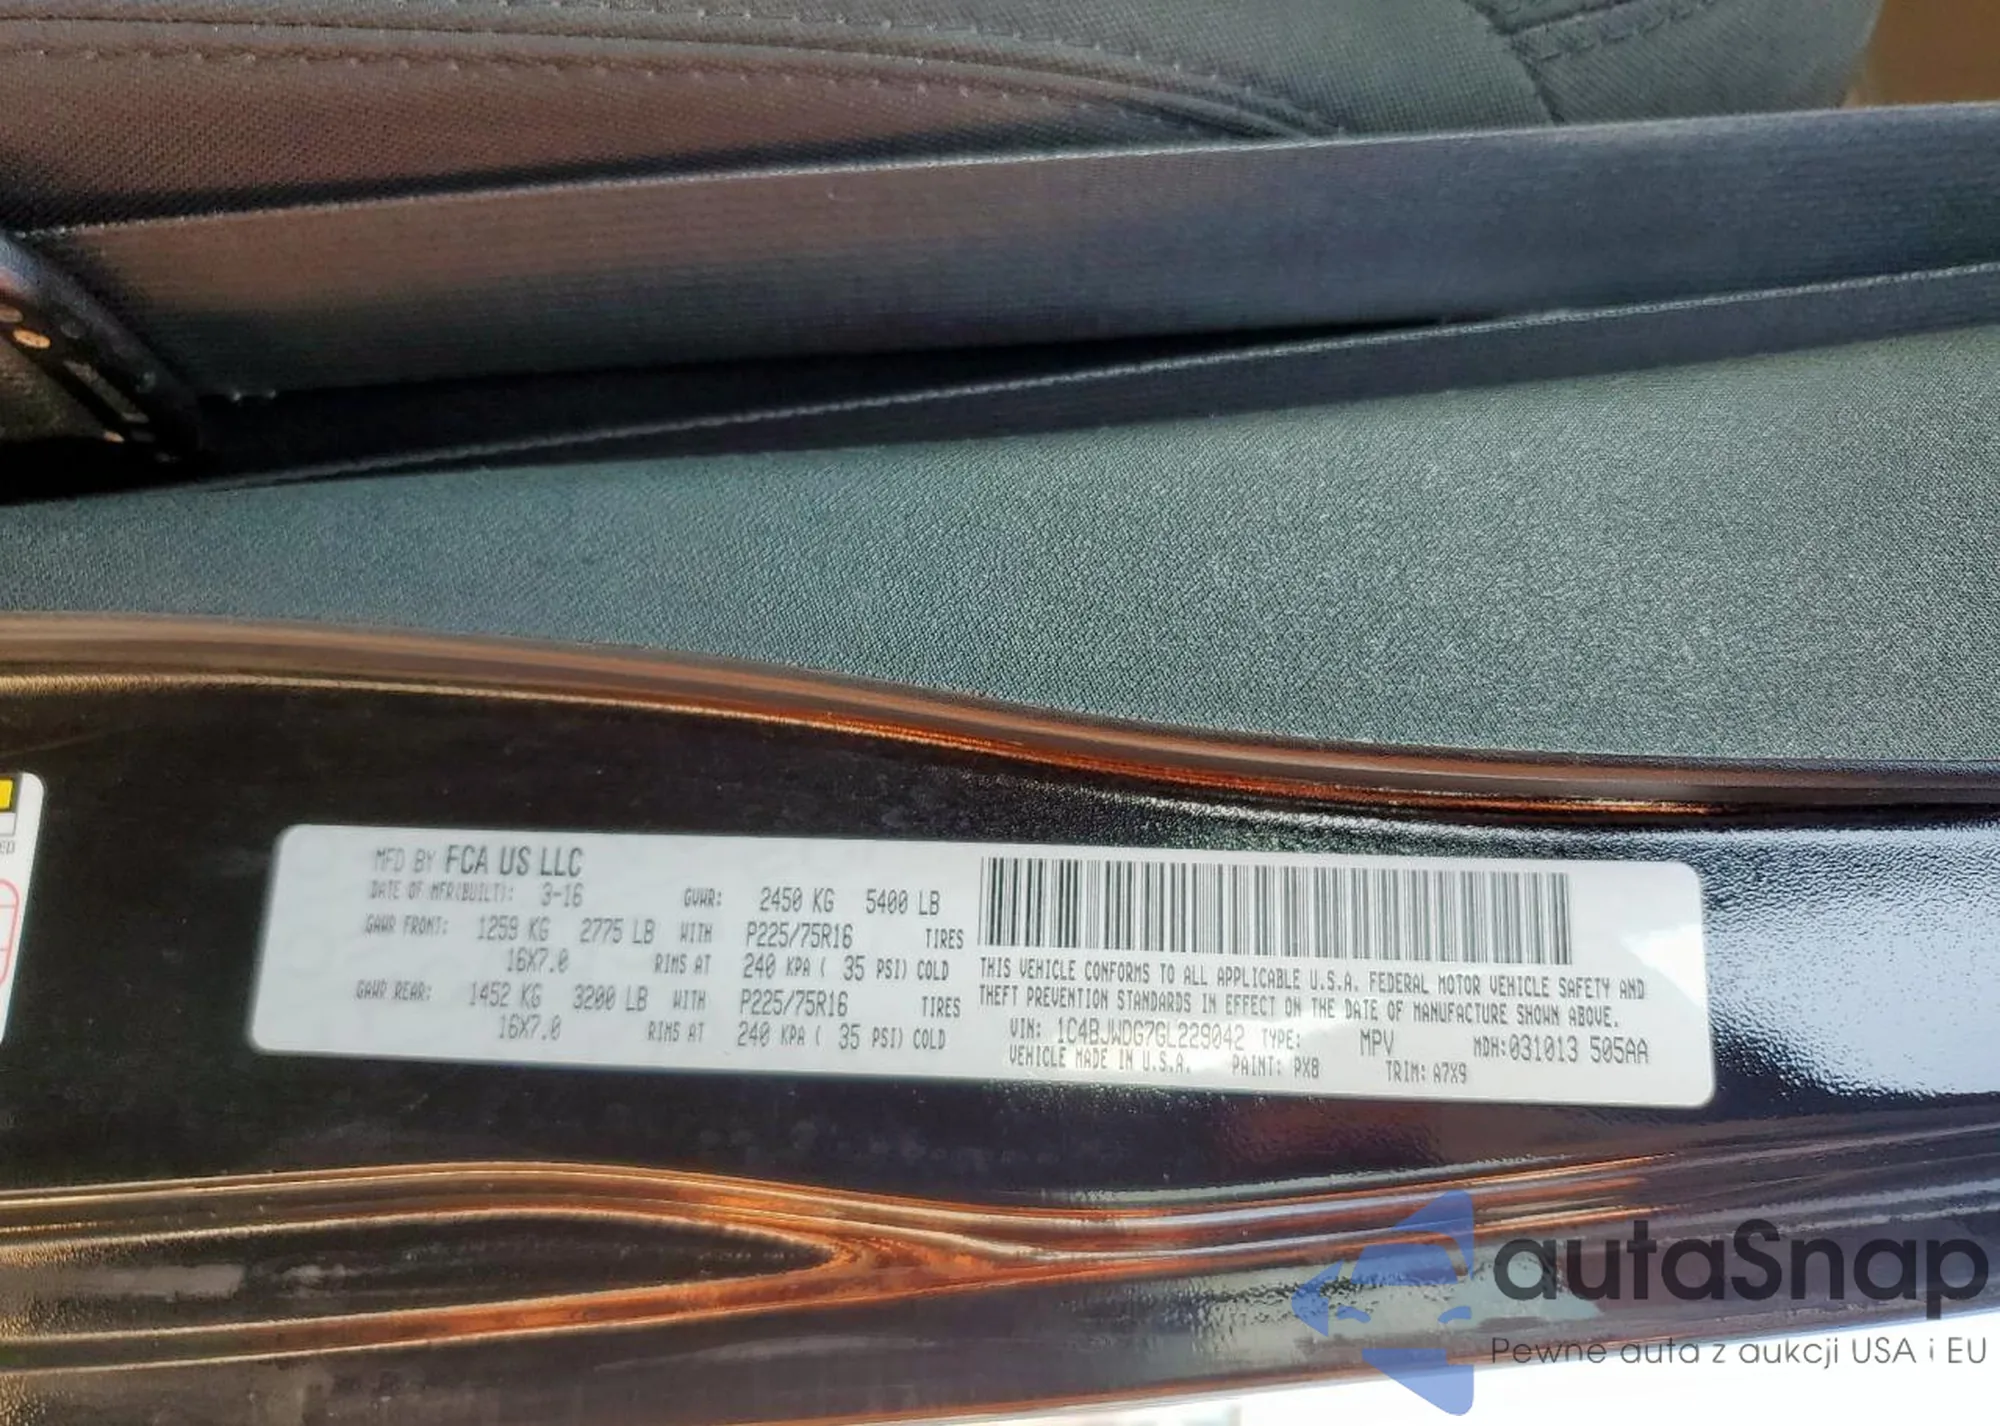 MFD BY FCA US LLC
DATE OF MFR(BUILT): 3-16 GVWR: 2450 KG 5400 LB
GAWR FRONT: 1259 KG 2775 LB WITH P225/75R16 TIRES
16X7.0 RIMS AT 240 KPA ( 35 PSI) COLD
GAWR REAR: 1452 KG 3200 LB WITH P225/75R16 TIRES
16X7.0 RIMS AT 240 KPA ( 35 PSI) COLD
THIS VEHICLE CONFORMS TO ALL APPLICABLE U.S.A. FEDERAL MOTOR VEHICLE SAFETY AND
THEFT PREVENTION STANDARDS IN EFFECT ON THE DATE OF MANUFACTURE SHOWN ABOVE.
VIN: 1C4BJWDG7GL229042 TYPE: MPV MDH:031013 505AA
VEHICLE MADE IN U.S.A. PAINT: PX8 TRIM: A7X9
autaSnap
Pewne auta z aukcji USA i EU